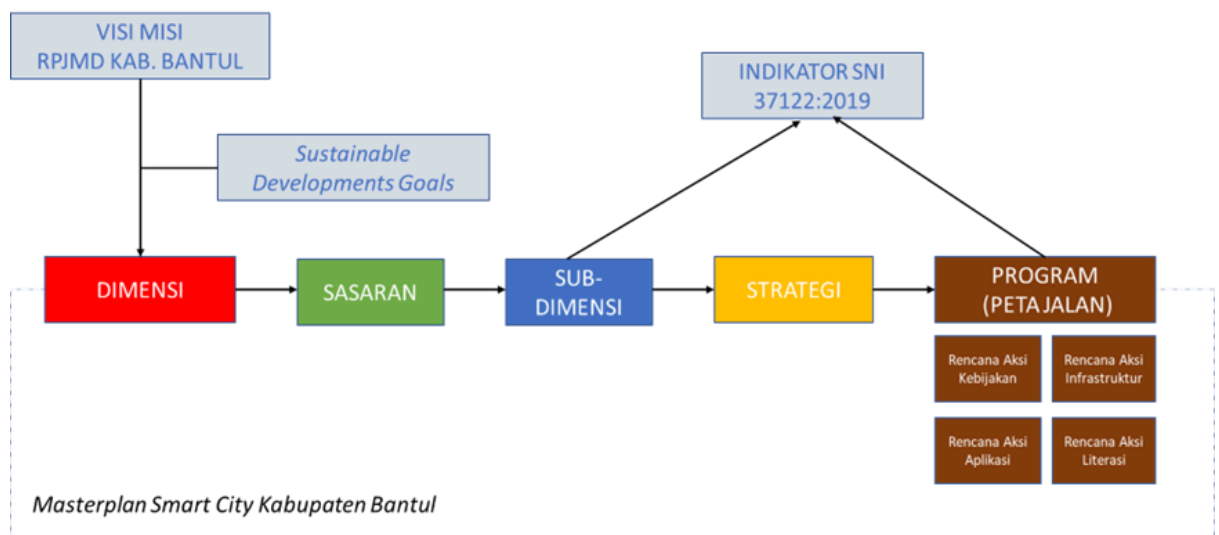 VISI MISI
RPJMD KAB. BANTUL
INDIKATOR SNI
37122:2019
Sustainable
Developments Goals
DIMENSI
SASARAN
SUB-
DIMENSI
STRATEGI
PROGRAM
(PETA JALAN)
Rencana Aksi
Kebijakan
Rencana Aksi
Infrastruktur
Rencana Aksi
Aplikasi
Rencana Aksi
Literasi
Masterplan Smart City Kabupaten Bantul